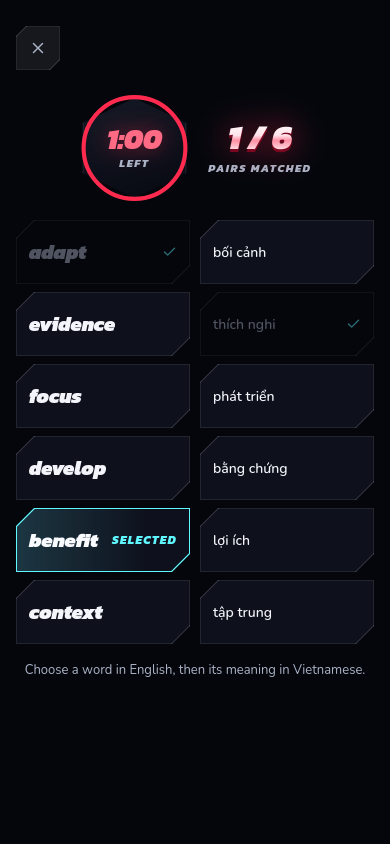 1:00
LEFT
1/6
PAIRS MATCHED
adapt
bối cảnh
evidence
thích nghi
focus
phát triển
develop
bằng chứng
benefit SELECTED
lợi ích
context
tập trung
Choose a word in English, then its meaning in Vietnamese.